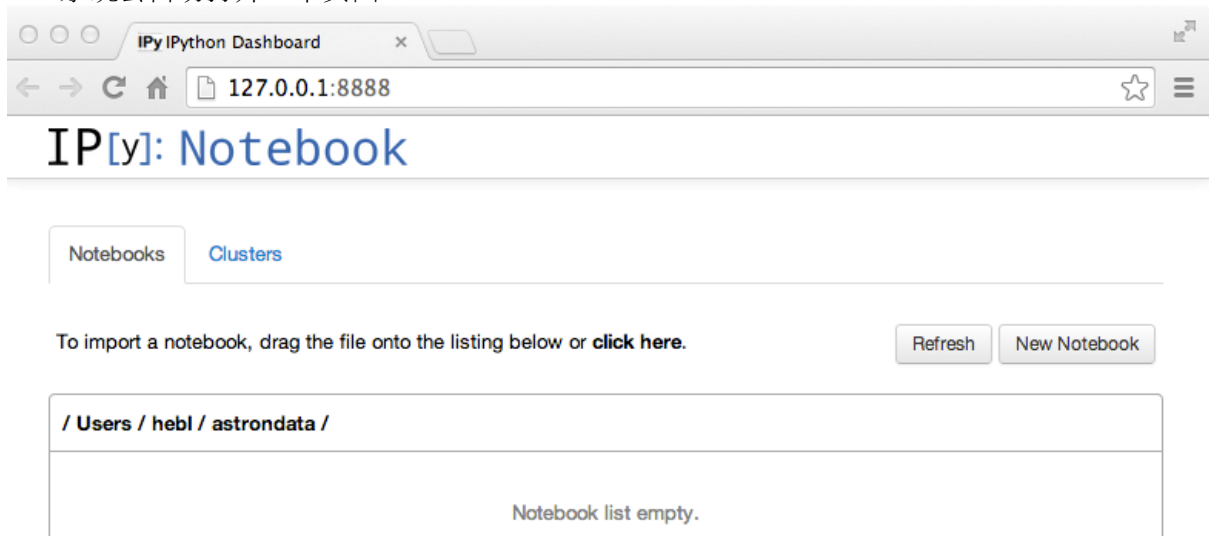 IPy IPython Dashboard
127.0.0.1:8888
IP[y]: Notebook
Notebooks Clusters
To import a notebook, drag the file onto the listing below or click here. Refresh New Notebook
/ Users / hebl / astrondata /
Notebook list empty.